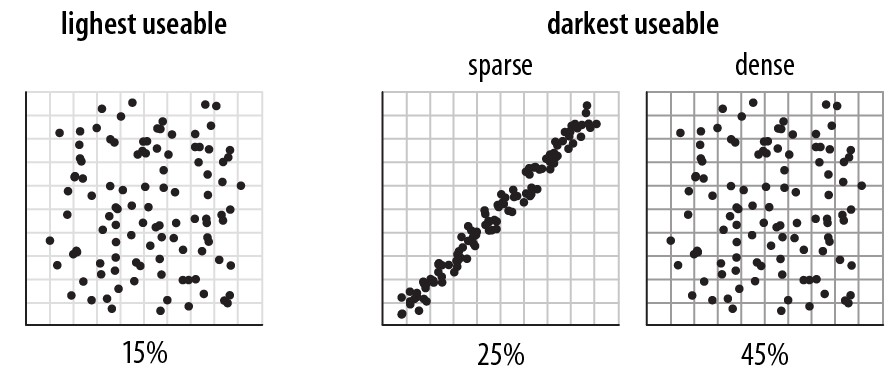 lighest useable
darkest useable
sparse
dense
15%
25%
45%